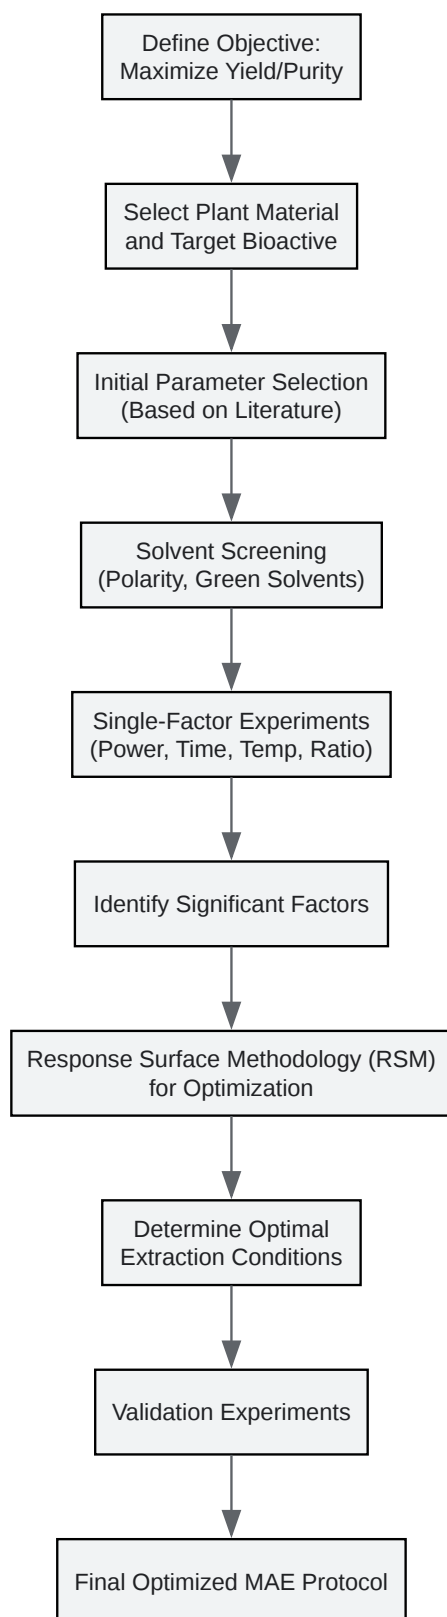 Define Objective:
Maximize Yield/Purity
Select Plant Material
and Target Bioactive
Initial Parameter Selection
(Based on Literature)
Solvent Screening
(Polarity, Green Solvents)
Single-Factor Experiments
(Power, Time, Temp, Ratio)
Identify Significant Factors
Response Surface Methodology (RSM)
for Optimization
Determine Optimal
Extraction Conditions
Validation Experiments
Final Optimized MAE Protocol